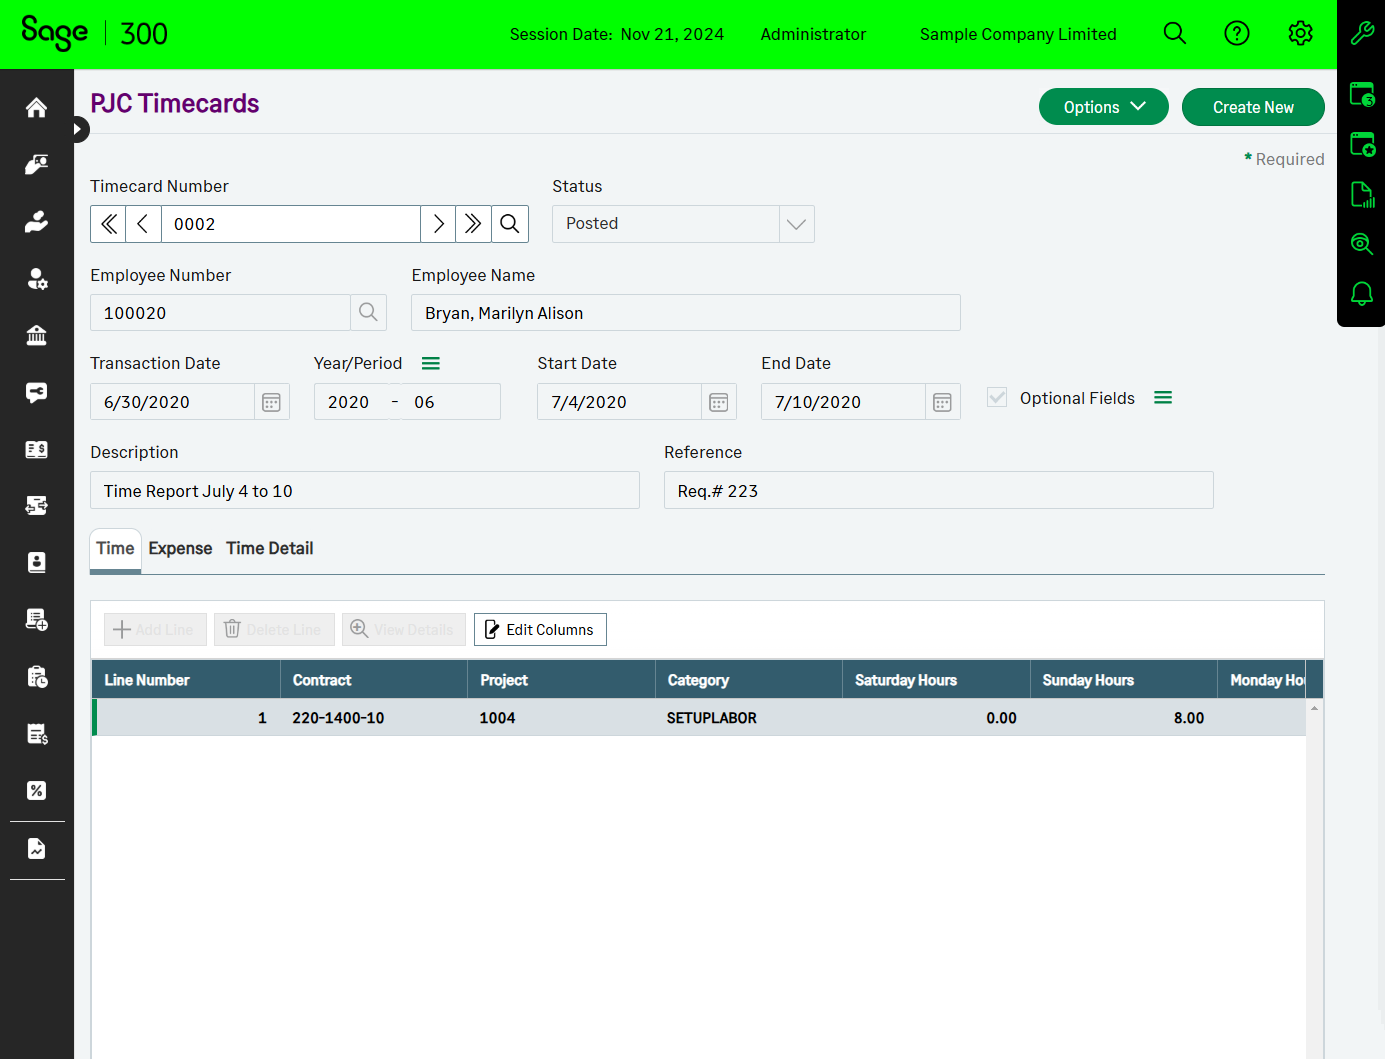 Sage 300
Session Date: Nov 21, 2024 Administrator Sample Company Limited
PJC Timecards
Options Create New
* Required
Timecard Number Status
0002 Posted
Employee Number Employee Name
100020 Bryan, Marilyn Alison
Transaction Date Year/Period Start Date End Date
6/30/2020 2020 - 06 7/4/2020 7/10/2020 Optional Fields
Description Reference
Time Report July 4 to 10 Req.# 223
Time Expense Time Detail
Add Line Delete Line View Details Edit Columns
Line Number Contract Project Category Saturday Hours Sunday Hours Monday Ho
1 220-1400-10 1004 SETUPLABOR 0.00 8.00